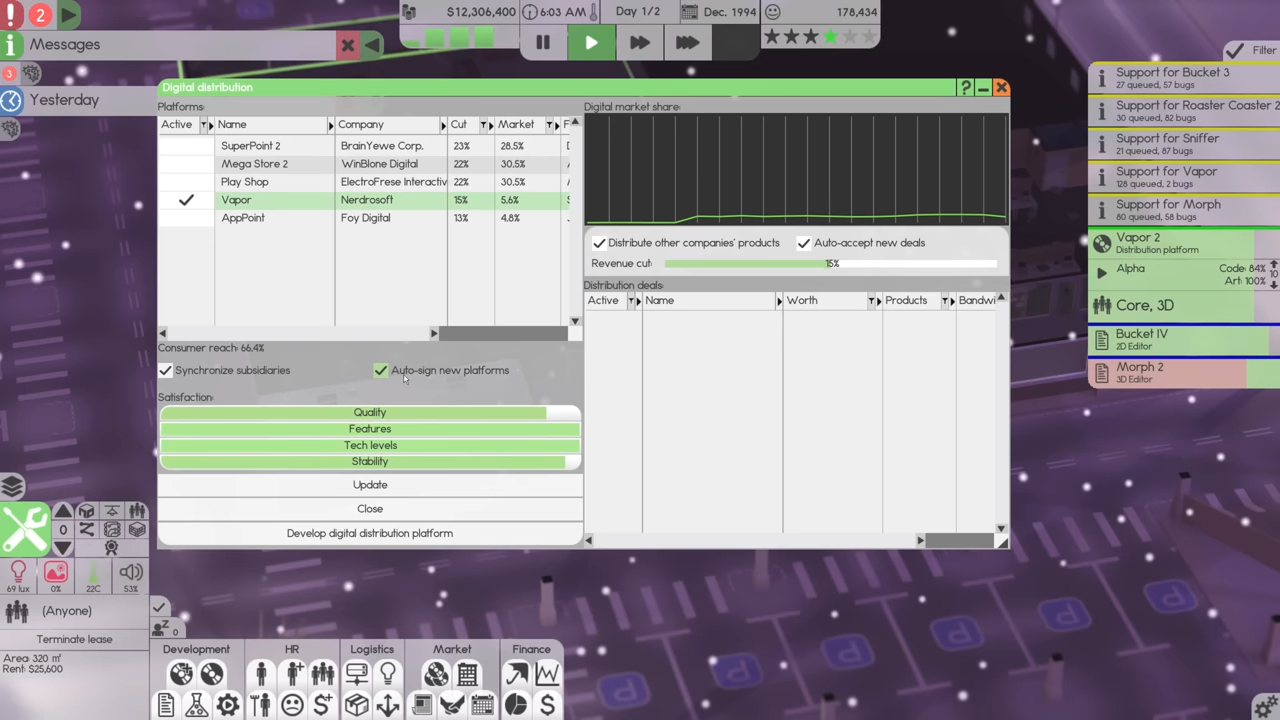 2
$12,306,400
6:03 AM
Day 1/2
Dec. 1994
178,434
Messages
3
Yesterday
Filter
Digital distribution
?
Platforms:
Active
Name
Company
Cut
Market
SuperPoint 2
BrainYewe Corp.
23%
28.5%
Mega Store 2
WinBlone Digital
22%
30.5%
Play Shop
ElectroFrese Interactiv
22%
30.5%
Vapor
Nerdrosoft
15%
5.6%
AppPoint
Foy Digital
13%
4.8%
Consumer reach: 66.4%
Synchronize subsidiaries
Auto-sign new platforms
Satisfaction:
Quality
Features
Tech levels
Stability
Update
Close
Develop digital distribution platform
Digital market share:
Distribute other companies' products
Auto-accept new deals
Revenue cut:
15%
Distribution deals:
Active
Name
Worth
Products
Bandwi
Support for Bucket 3
27 queued, 57 bugs
Support for Roaster Coaster 2
30 queued, 82 bugs
Support for Sniffer
21 queued, 87 bugs
Support for Vapor
128 queued, 2 bugs
Support for Morph
80 queued, 58 bugs
Vapor 2
Distribution platform
Alpha
Code: 84%
Art: 100%
10
Core, 3D
Bucket IV
2D Editor
Morph 2
3D Editor
0
69 lux
0%
22C
53%
(Anyone)
Terminate lease
Area: 320 m²
Rent: $25,600
Z
0
Development
HR
Logistics
Market
Finance
P
P
P
P
P